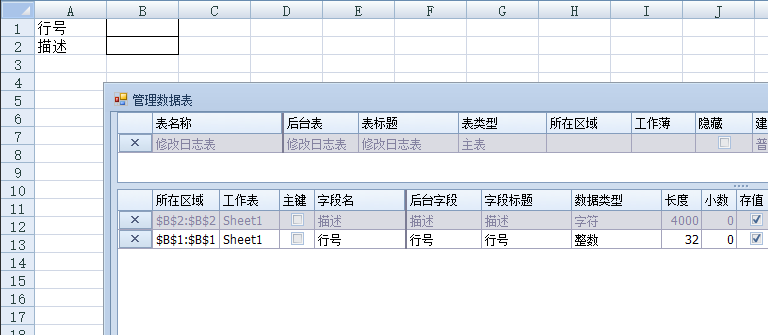 A B C D E F G H I J
1 行号
2 描述
3
4
5 管理数据表
6 表名称 后台表 表标题 表类型 所在区域 工作薄 隐藏 建
7 ✕ 修改日志表 修改日志表 修改日志表 主表 普
8
9
10 所在区域 工作表 主键 字段名 后台字段 字段标题 数据类型 长度 小数 存值
11 ✕ $B$2:$B$2 Sheet1 描述 描述 描述 字符 4000 0
12
13 ✕ $B$1:$B$1 Sheet1 行号 行号 行号 整数 32 0
14
15
16
17
18